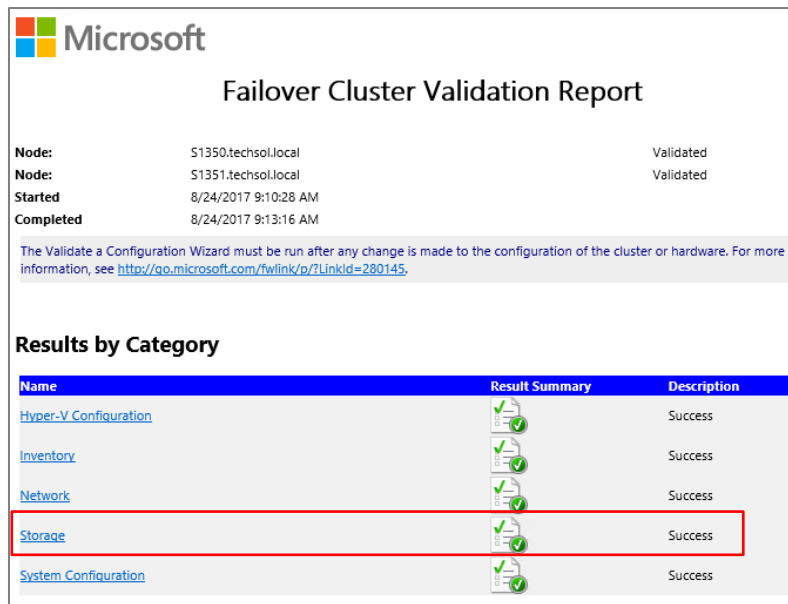 Microsoft
Failover Cluster Validation Report
Node: S1350.techsol.local Validated
Node: S1351.techsol.local Validated
Started 8/24/2017 9:10:28 AM
Completed 8/24/2017 9:13:16 AM
The Validate a Configuration Wizard must be run after any change is made to the configuration of the cluster or hardware. For more
information, see http://go.microsoft.com/fwlink/p/?LinkId=280145.
Results by Category
Name Result Summary Description
Hyper-V Configuration Success
Inventory Success
Network Success
Storage Success
System Configuration Success